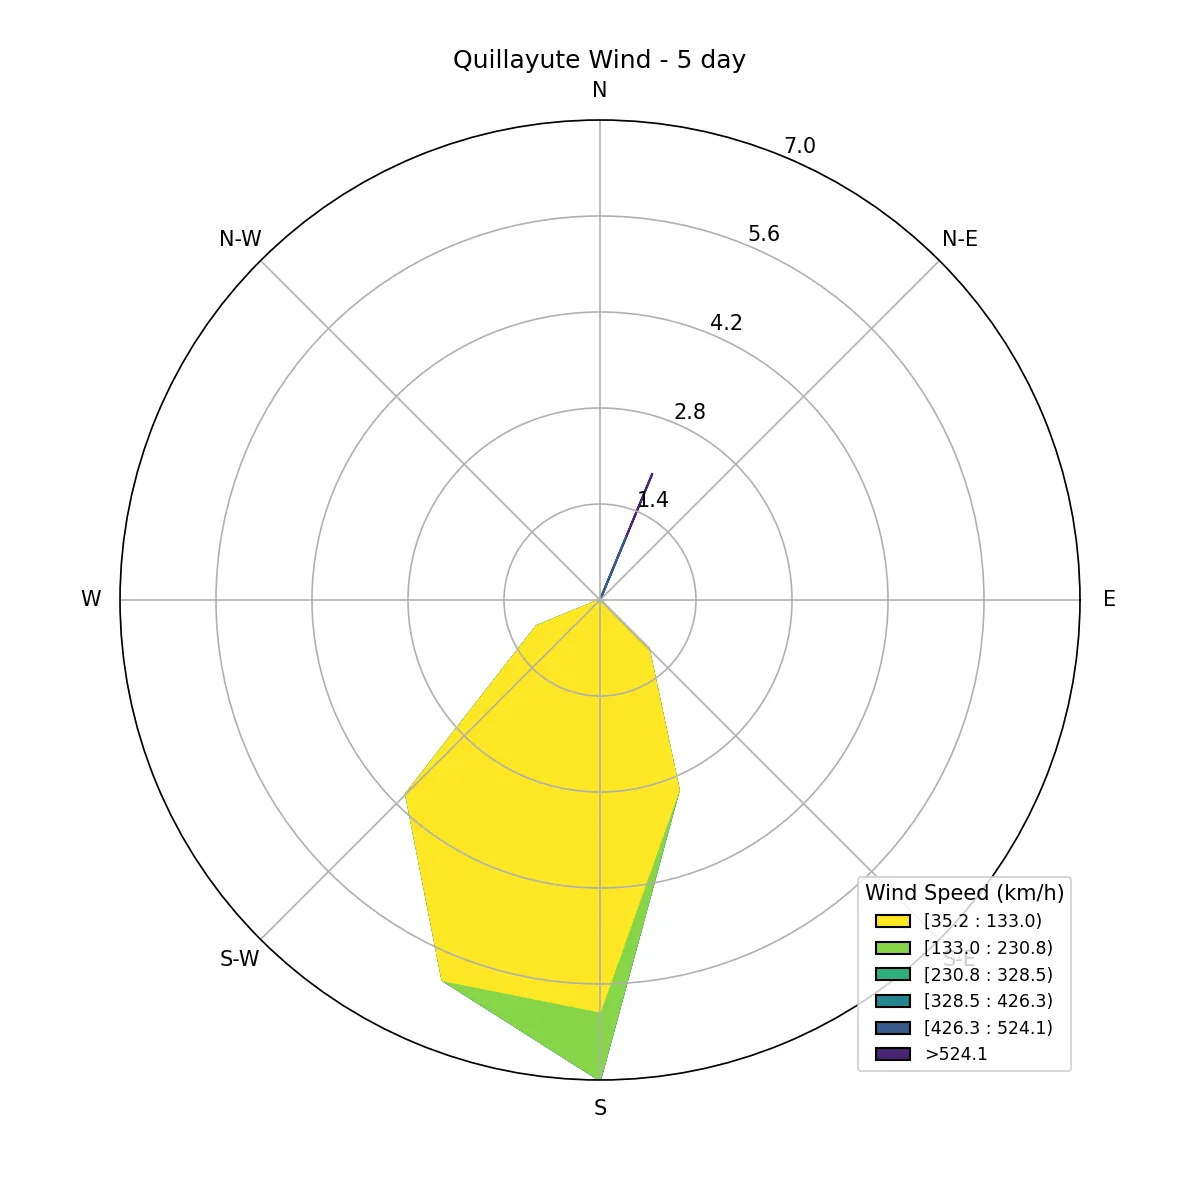 Quillayute Wind - 5 day
N
7.0
N-W
5.6
N-E
4.2
2.8
1.4
W
E
Wind Speed (km/h)
[35.2 : 133.0)
[133.0 : 230.8)
S-W
S-E
[230.8 : 328.5)
[328.5 : 426.3)
[426.3 : 524.1)
>524.1
S